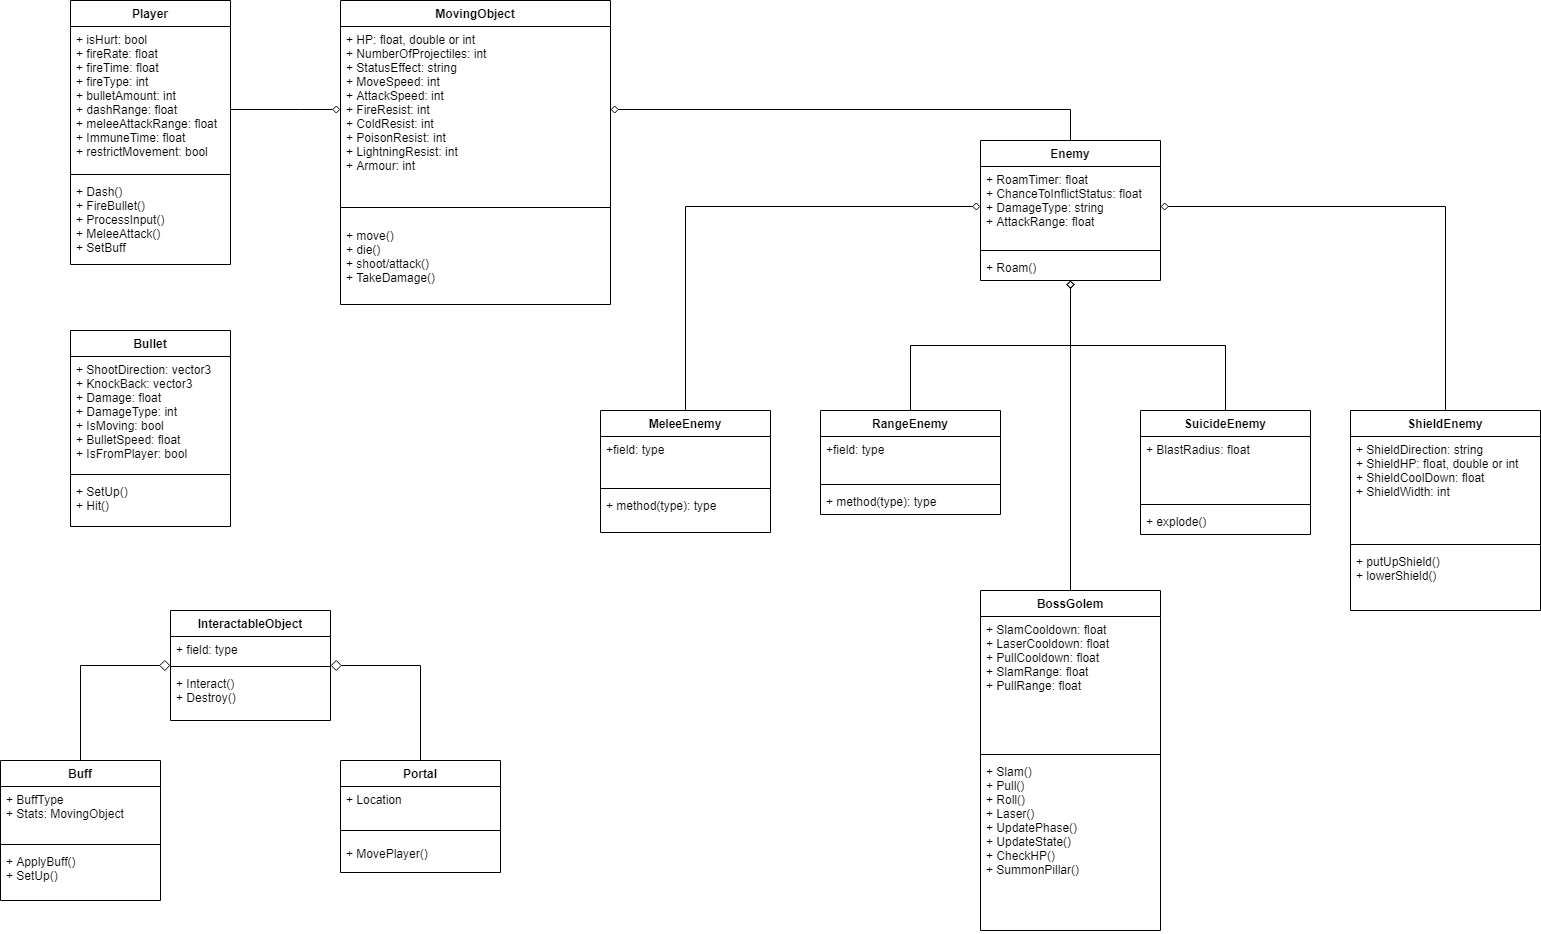 Player
+ isHurt: bool
+ fireRate: float
+ fireTime: float
+ fireType: int
+ bulletAmount: int
+ dashRange: float
+ meleeAttackRange: float
+ ImmuneTime: float
+ restrictMovement: bool
+ Dash()
+ FireBullet()
+ ProcessInput()
+ MeleeAttack()
+ SetBuff
MovingObject
+ HP: float, double or int
+ NumberOfProjectiles: int
+ StatusEffect: string
+ MoveSpeed: int
+ AttackSpeed: int
+ FireResist: int
+ ColdResist: int
+ PoisonResist: int
+ LightningResist: int
+ Armour: int
+ move()
+ die()
+ shoot/attack()
+ TakeDamage()
Enemy
+ RoamTimer: float
+ ChanceToInflictStatus: float
+ DamageType: string
+ AttackRange: float
+ Roam()
Bullet
+ ShootDirection: vector3
+ KnockBack: vector3
+ Damage: float
+ DamageType: int
+ IsMoving: bool
+ BulletSpeed: float
+ IsFromPlayer: bool
+ SetUp()
+ Hit()
MeleeEnemy
+field: type
+ method(type): type
RangeEnemy
+field: type
+ method(type): type
SuicideEnemy
+ BlastRadius: float
+ explode()
ShieldEnemy
+ ShieldDirection: string
+ ShieldHP: float, double or int
+ ShieldCoolDown: float
+ ShieldWidth: int
+ putUpShield()
+ lowerShield()
BossGolem
+ SlamCooldown: float
+ LaserCooldown: float
+ PullCooldown: float
+ SlamRange: float
+ PullRange: float
+ Slam()
+ Pull()
+ Roll()
+ Laser()
+ UpdatePhase()
+ UpdateState()
+ CheckHP()
+ SummonPillar()
InteractableObject
+ field: type
+ Interact()
+ Destroy()
Buff
+ BuffType
+ Stats: MovingObject
+ ApplyBuff()
+ SetUp()
Portal
+ Location
+ MovePlayer()